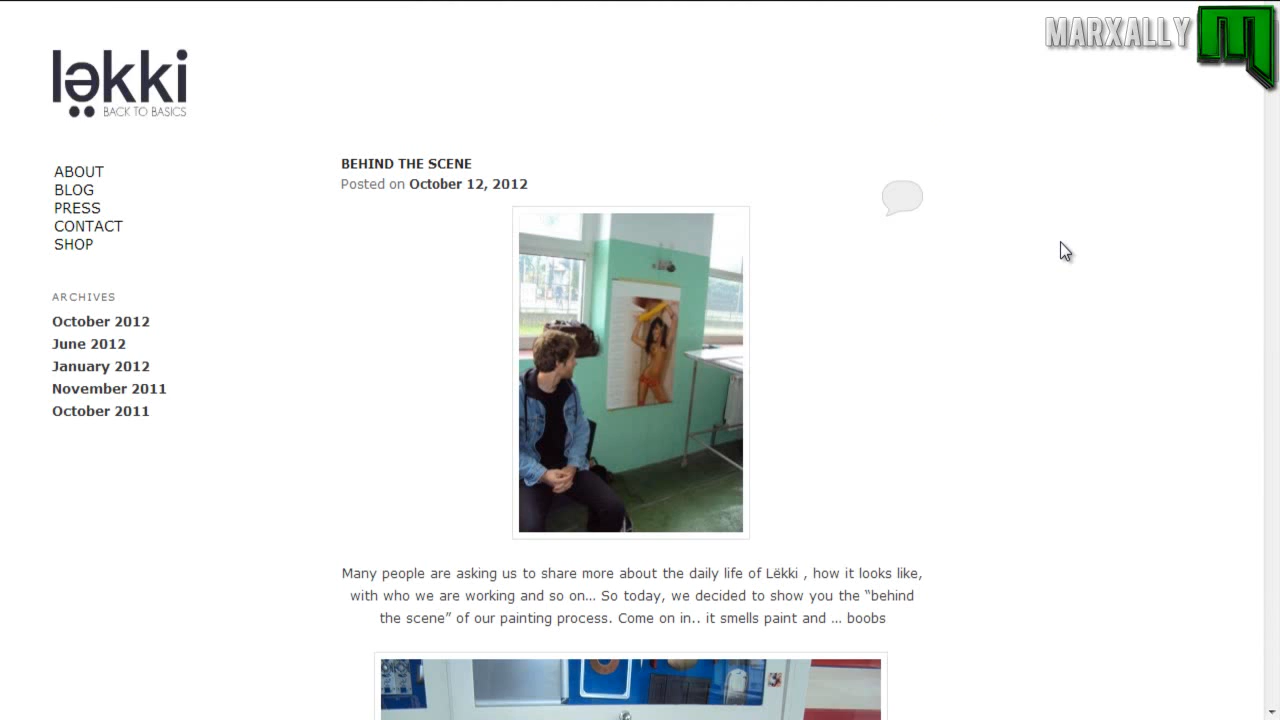 MARXALLY
lәkki
BACK TO BASICS
ABOUT
BLOG
PRESS
CONTACT
SHOP
ARCHIVES
October 2012
June 2012
January 2012
November 2011
October 2011
BEHIND THE SCENE
Posted on October 12, 2012
Many people are asking us to share more about the daily life of Lëkki , how it looks like,
with who we are working and so on… So today, we decided to show you the “behind
the scene” of our painting process. Come on in.. it smells paint and … boobs